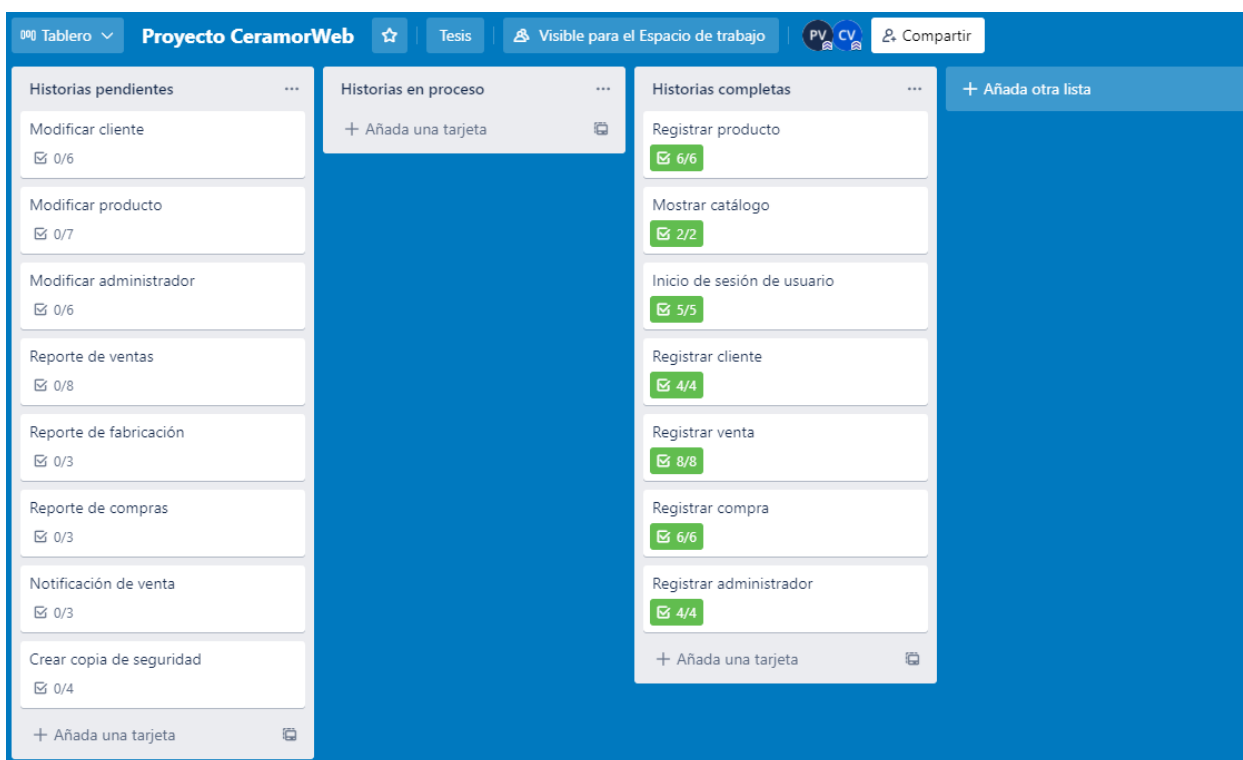 Tablero
Proyecto CeramorWeb
Tesis
Visible para el Espacio de trabajo
PV
CV
Compartir
Historias pendientes
Modificar cliente
0/6
Modificar producto
0/7
Modificar administrador
0/6
Reporte de ventas
0/8
Reporte de fabricación
0/3
Reporte de compras
0/3
Notificación de venta
0/3
Crear copia de seguridad
0/4
+ Añada una tarjeta
Historias en proceso
+ Añada una tarjeta
Historias completas
Registrar producto
6/6
Mostrar catálogo
2/2
Inicio de sesión de usuario
5/5
Registrar cliente
4/4
Registrar venta
8/8
Registrar compra
6/6
Registrar administrador
4/4
+ Añada una tarjeta
+ Añada otra lista